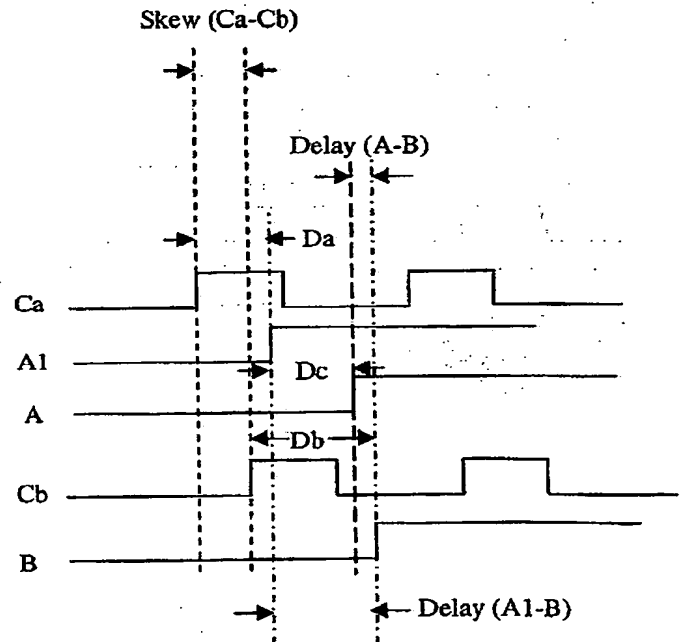 Skew (Ca-Cb)
Delay (A-B)
Da
Ca
A1
Dc
A
Db
Cb
B
Delay (A1-B)